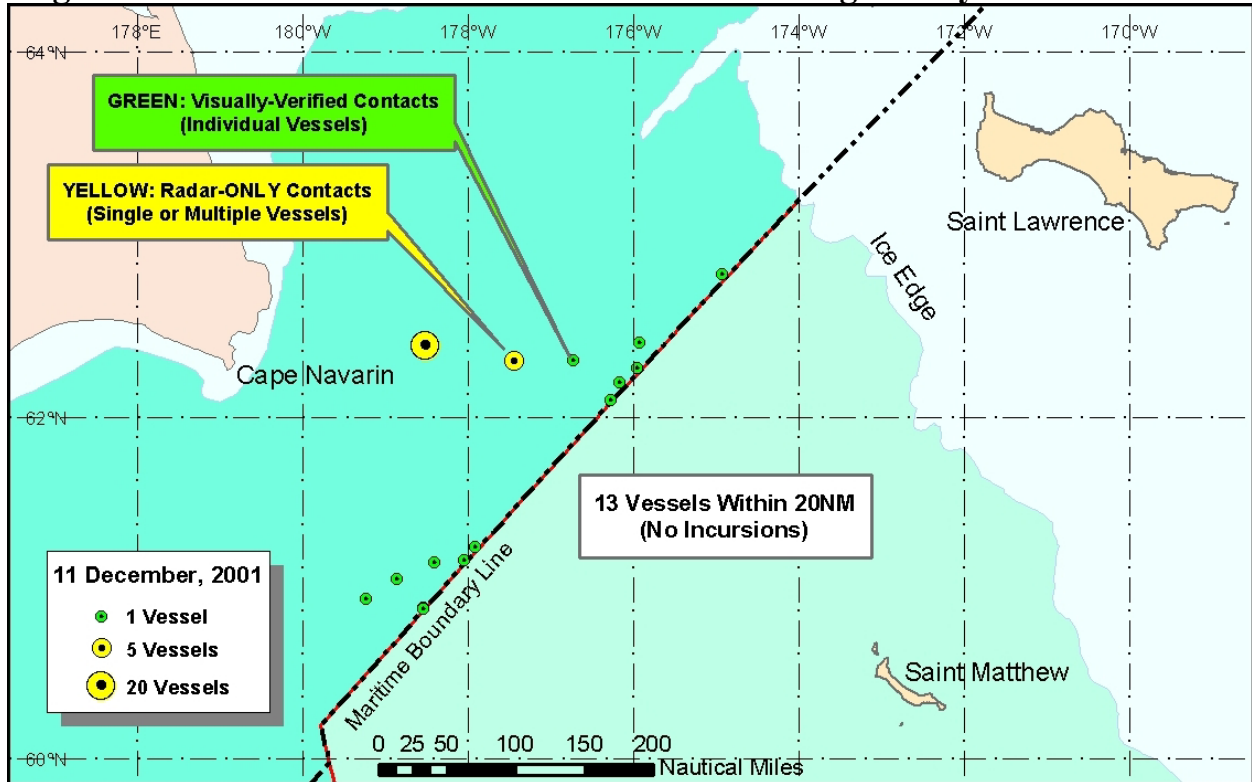 178°E
180°W
178°W
176°W
174°W
172°W
170°W
64°N
GREEN: Visually-Verified Contacts
(Individual Vessels)
YELLOW: Radar-ONLY Contacts
(Single or Multiple Vessels)
Saint Lawrence
Ice Edge
Cape Navarin
62°N
13 Vessels Within 20NM
(No Incursions)
11 December, 2001
1 Vessel
5 Vessels
20 Vessels
Maritime Boundary Line
Saint Matthew
60°N
0 25 50 100 150 200
Nautical Miles